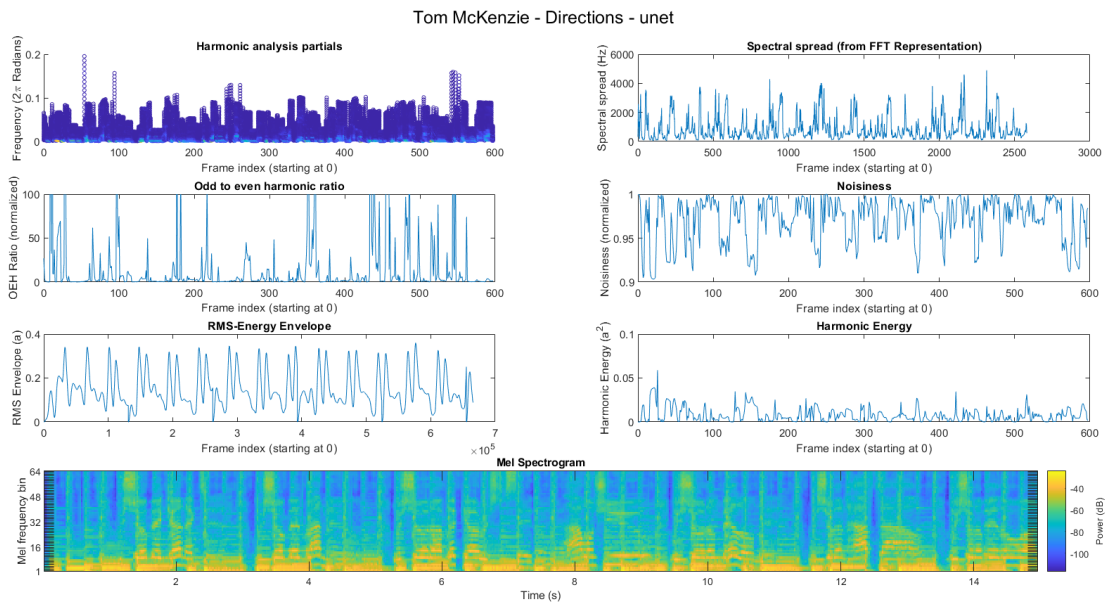 Tom McKenzie - Directions - unet
Harmonic analysis partials
Frequency (2π Radians)
0.2
0.1
0
0 100 200 300 400 500 600
Frame index (starting at 0)
Spectral spread (from FFT Representation)
Spectral spread (Hz)
6000
4000
2000
0
0 500 1000 1500 2000 2500 3000
Frame index (starting at 0)
Odd to even harmonic ratio
OEH Ratio (normalized)
100
50
0
0 100 200 300 400 500 600
Frame index (starting at 0)
Noisiness
Noisiness (normalized)
1
0.95
0.9
0 100 200 300 400 500 600
Frame index (starting at 0)
RMS-Energy Envelope
RMS Envelope (a)
0.4
0.2
0
0 1 2 3 4 5 6 7
Frame index (starting at 0)
×10^5
Harmonic Energy
Harmonic Energy (a^2)
0.1
0.05
0
0 100 200 300 400 500 600
Frame index (starting at 0)
Mel Spectrogram
Mel frequency bin
64
48
32
16
1
2 4 6 8 10 12 14
Time (s)
-40
-60
-80
-100
Power (dB)